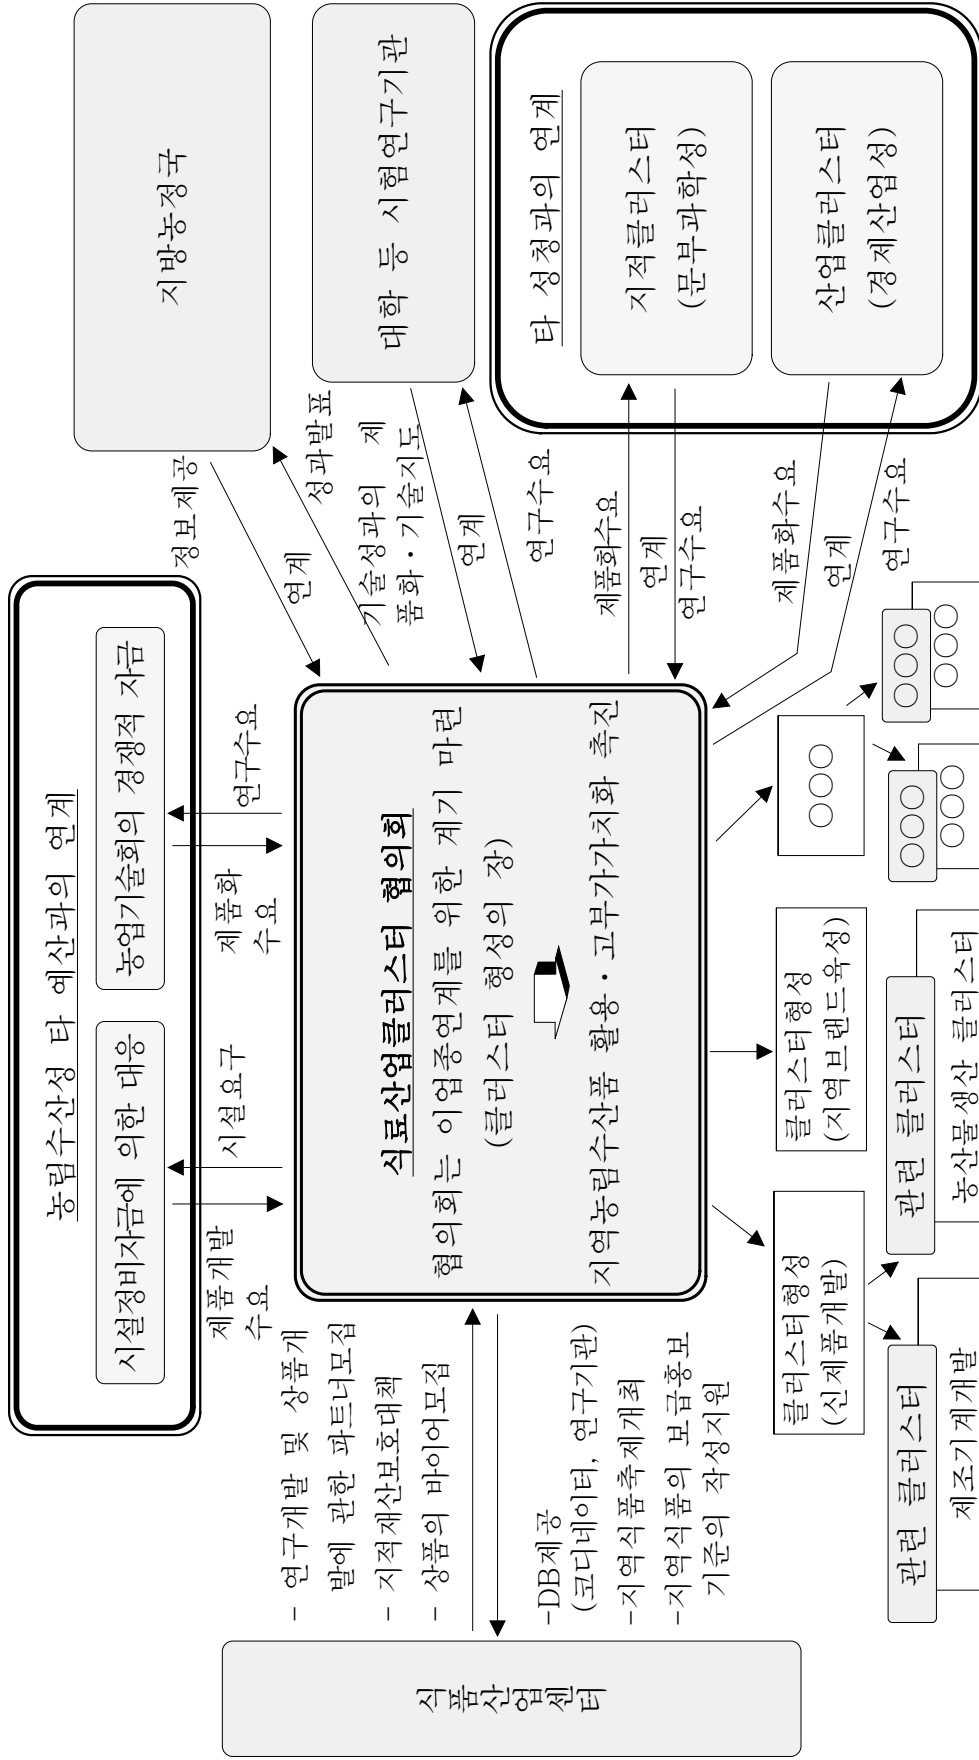 농림수산성 타 예산과의 연계
시설정비자금에 의한 대응
농업기술회의 경쟁적 자금
지방농정국
제품개발
수요
시설요구
제품화
수요
연구수요
정보제공
연계
성과발표
대학 등 시험연구기관
기술성과의 제
품화·기술지도
연계
연구수요
식품산업센터
- 연구개발 및 상품개
발에 관한 파트너모집
- 지적재산보호대책
- 상품의 바이어모집
-DB제공
(코디네이터, 연구기관)
-지역식품축제개최
-지역식품의 보급홍보
기준의 작성지원
식료산업클러스터 협의회
협의회는 이업종연계를 위한 계기 마련
(클러스터 형성의 장)
지역농림수산품 활용·고부가가치화 촉진
타 성청과의 연계
지적클러스터
(문부과학성)
산업클러스터
(경제산업성)
제품화수요
연계
연구수요
제품화수요
연계
연구수요
클러스터형성
(신제품개발)
클러스터형성
(지역브랜드육성)
○○○
관련 클러스터
제조기계개발
관련 클러스터
농산물생산 클러스터
○○○
○○○
○○○
○○○